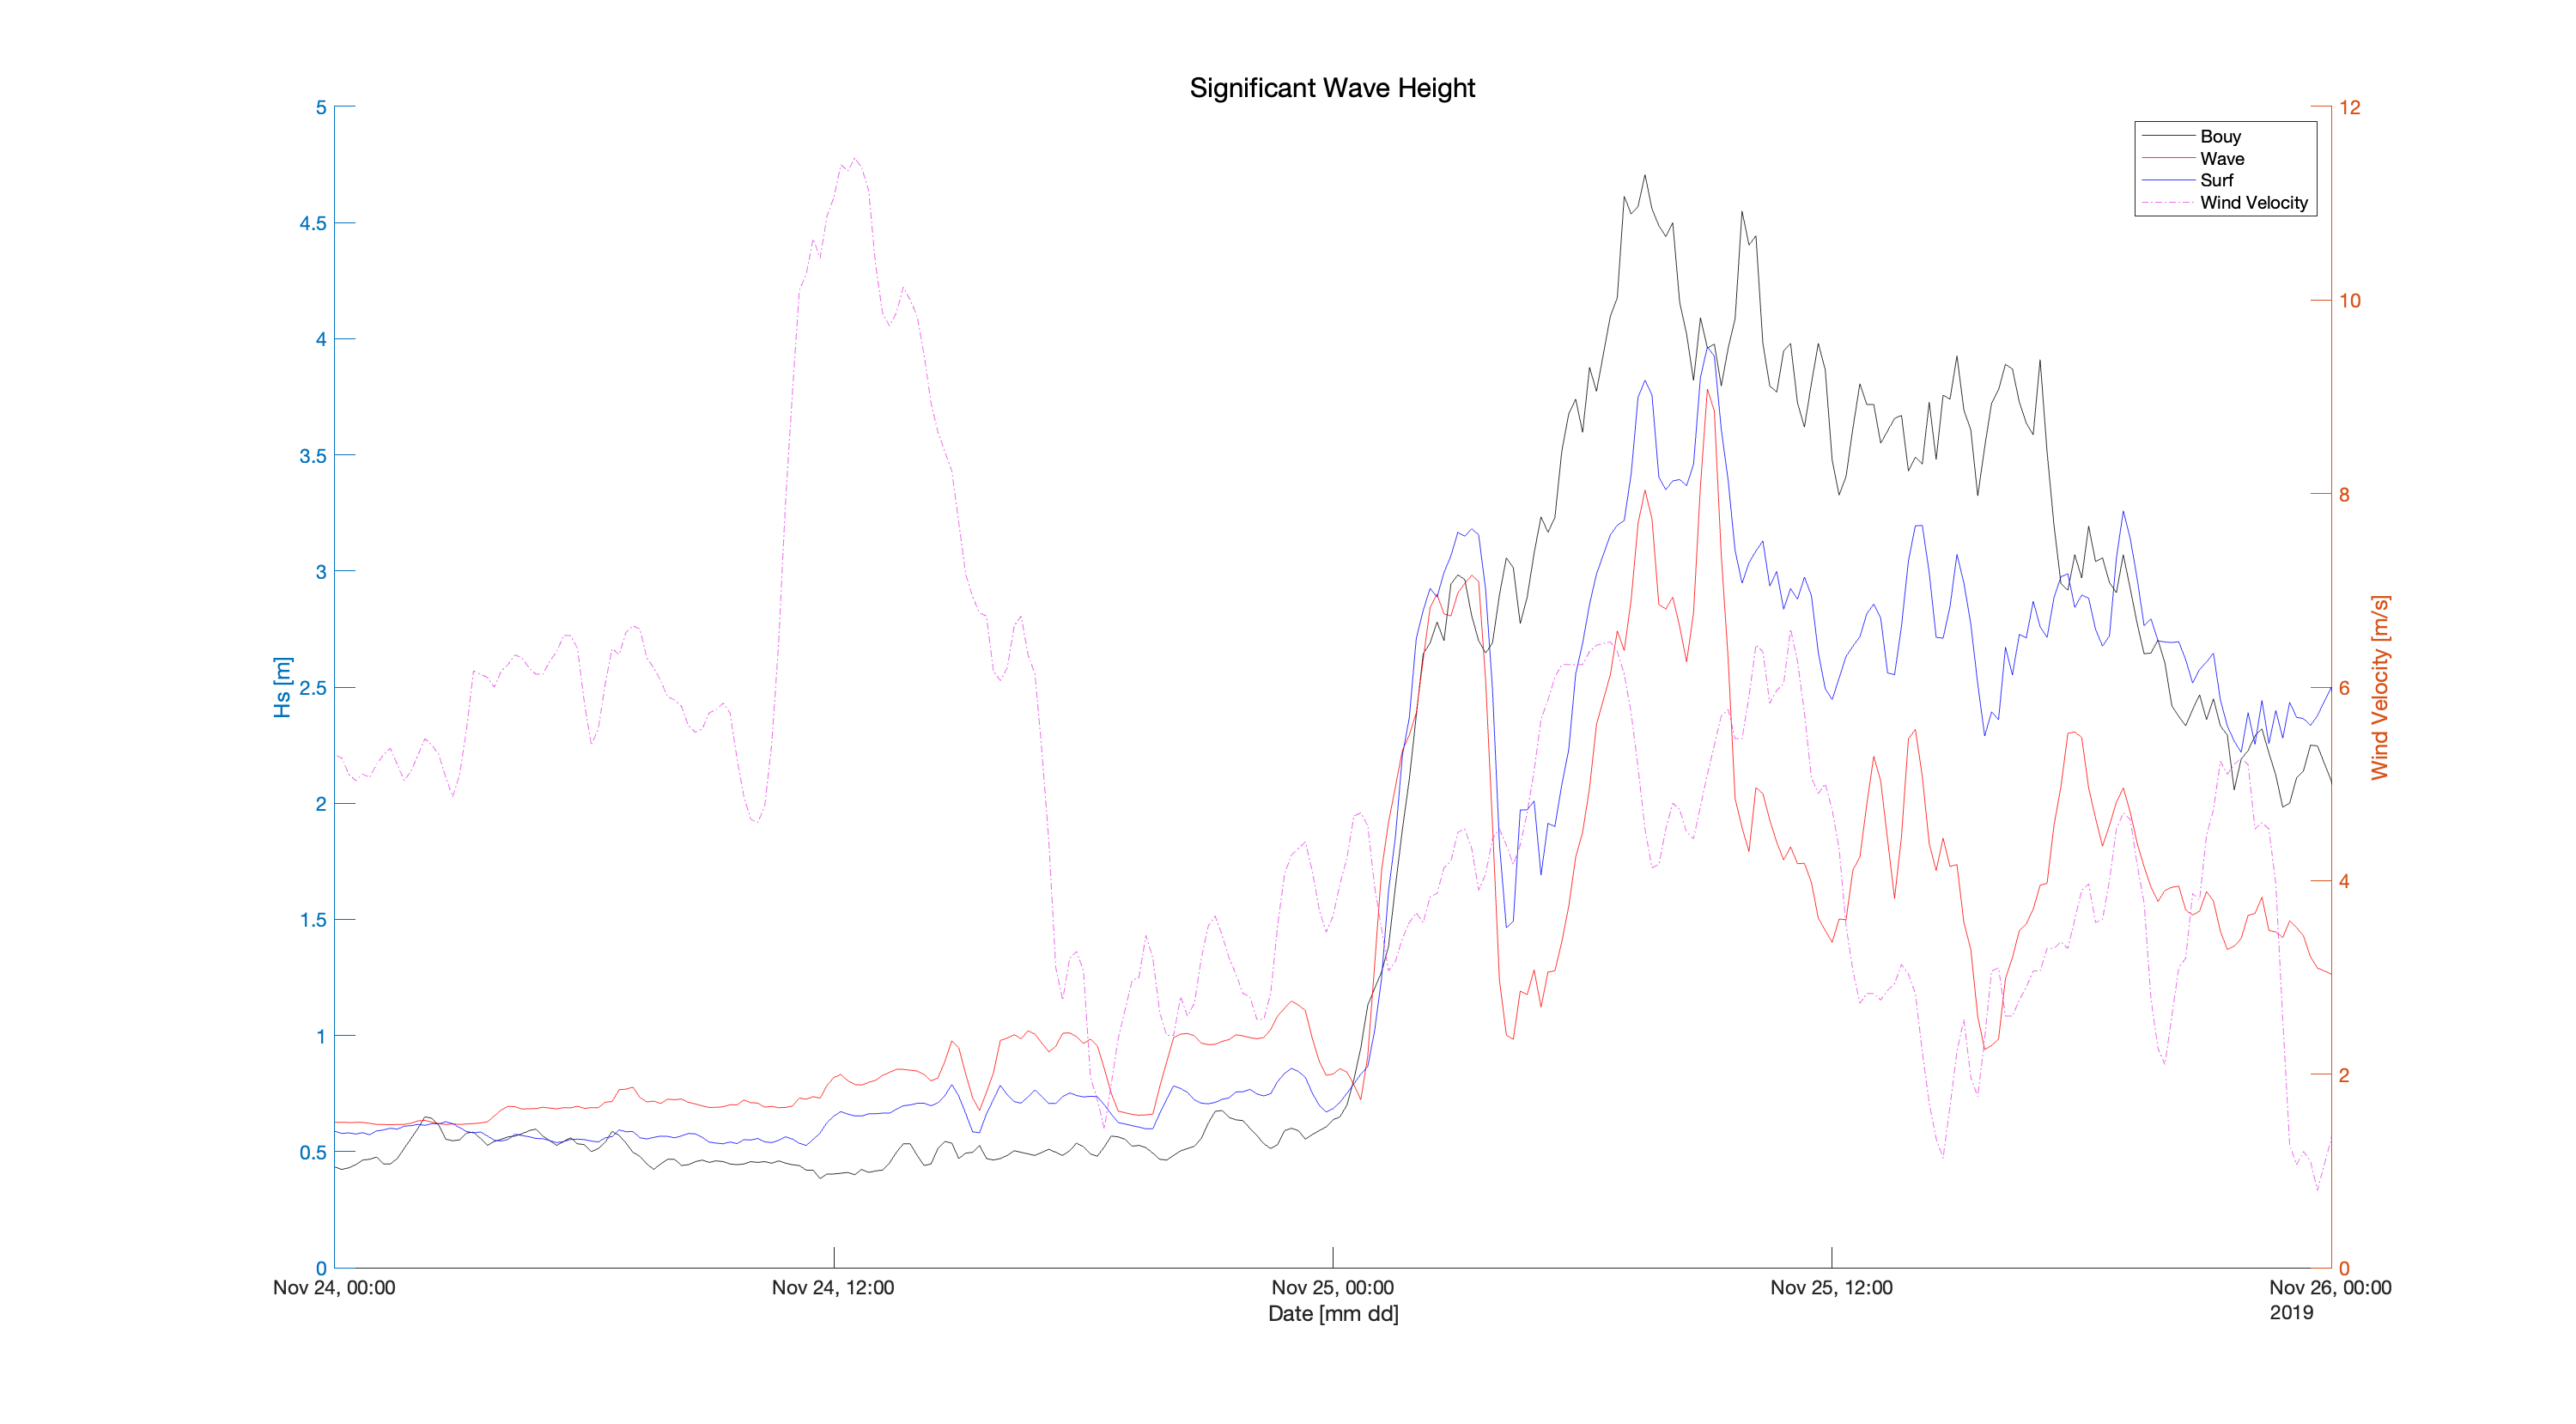 Significant Wave Height
5
4.5
4
3.5
3
2.5
2
1.5
1
0.5
0
Hs [m]
12
10
8
6
4
2
0
Wind Velocity [m/s]
Bouy
Wave
Surf
Wind Velocity
Nov 24, 00:00
Nov 24, 12:00
Nov 25, 00:00
Nov 25, 12:00
Nov 26, 00:00
2019
Date [mm dd]